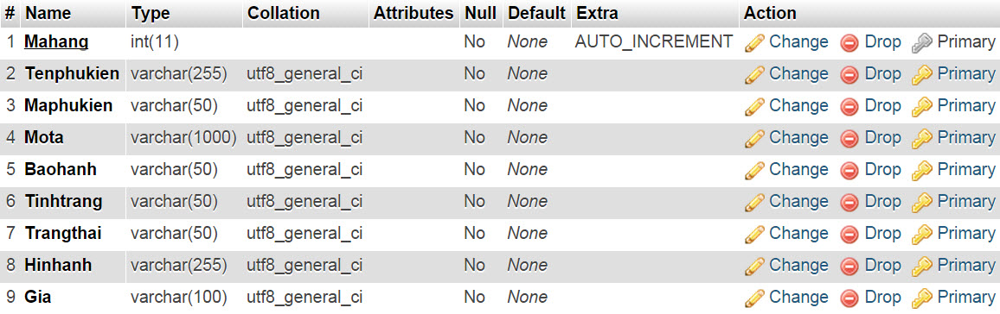 # Name Type Collation Attributes Null Default Extra Action
1 Mahang int(11) No None AUTO_INCREMENT Change Drop Primary
2 Tenphukien varchar(255) utf8_general_ci No None Change Drop Primary
3 Maphukien varchar(50) utf8_general_ci No None Change Drop Primary
4 Mota varchar(1000) utf8_general_ci No None Change Drop Primary
5 Baohanh varchar(50) utf8_general_ci No None Change Drop Primary
6 Tinhtrang varchar(50) utf8_general_ci No None Change Drop Primary
7 Trangthai varchar(50) utf8_general_ci No None Change Drop Primary
8 Hinhanh varchar(255) utf8_general_ci No None Change Drop Primary
9 Gia varchar(100) utf8_general_ci No None Change Drop Primary